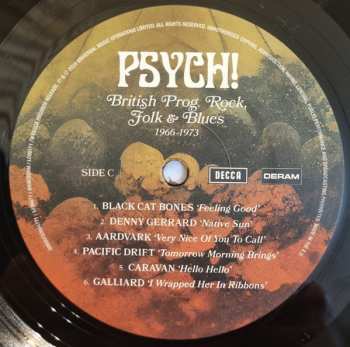 PSYCH!
British Prog, Rock,
Folk & Blues
1966-1973
SIDE C
DECCA
DERAM
1. BLACK CAT BONES 'Feeling Good'
2. DENNY GERRARD 'Native Sun'
3. AARDVARK 'Very Nice Of You To Call'
4. PACIFIC DRIFT 'Tomorrow Morning Brings'
5. CARAVAN 'Hello Hello'
6. GALLIARD 'I Wrapped Her In Ribbons'